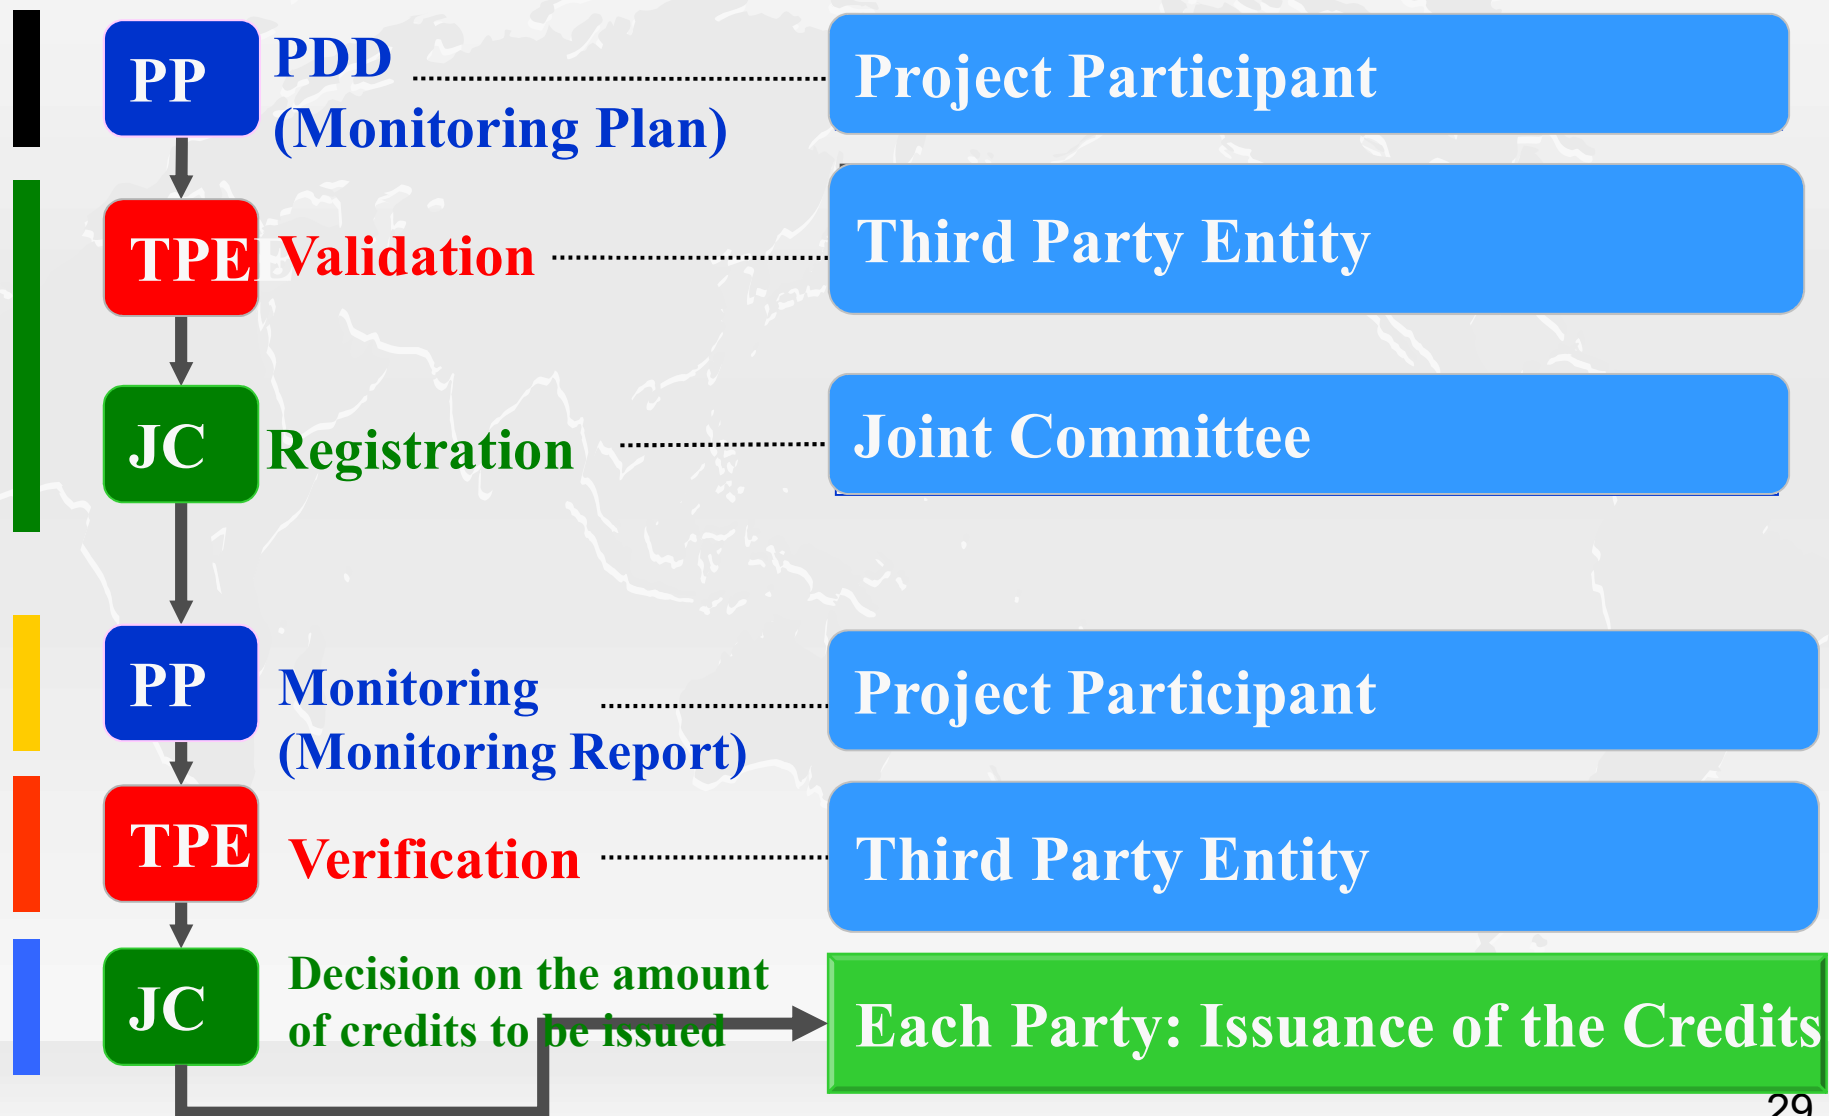 PP
PDD
(Monitoring Plan)
Project Participant
TPEE
Validation
Third Party Entity
JC
Registration
Joint Committee
PP
Monitoring
(Monitoring Report)
Project Participant
TPE
Verification
Third Party Entity
JC
Decision on the amount
of credits to be issued
Each Party: Issuance of the Credits
29